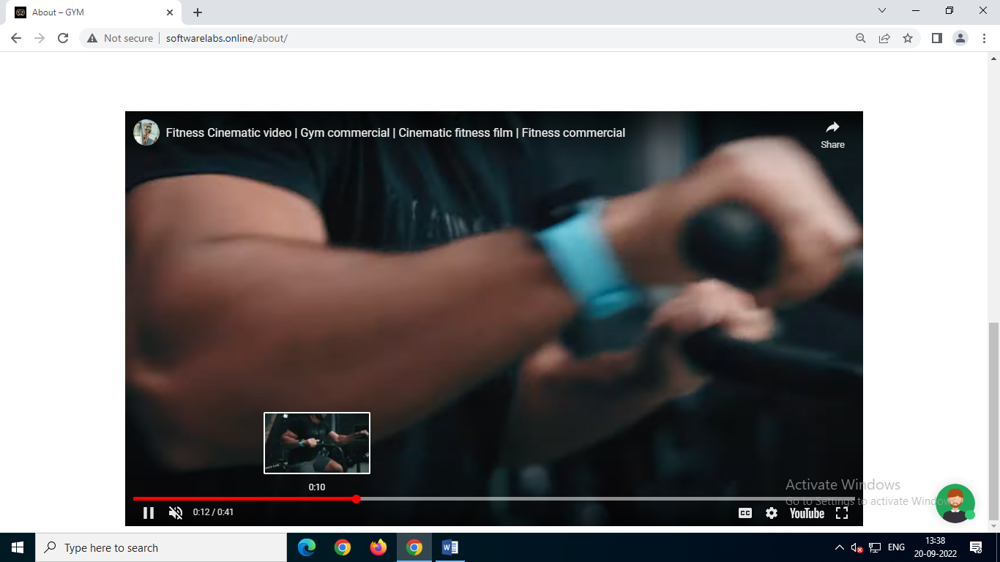 About – GYM
Not secure
softwarelabs.online/about/
Fitness Cinematic video | Gym commercial | Cinematic fitness film | Fitness commercial
Share
0:10
0:12 / 0:41
CC
YouTube
Activate Windows
Go to Settings to activate Windows
Type here to search
W
ENG
13:38
20-09-2022